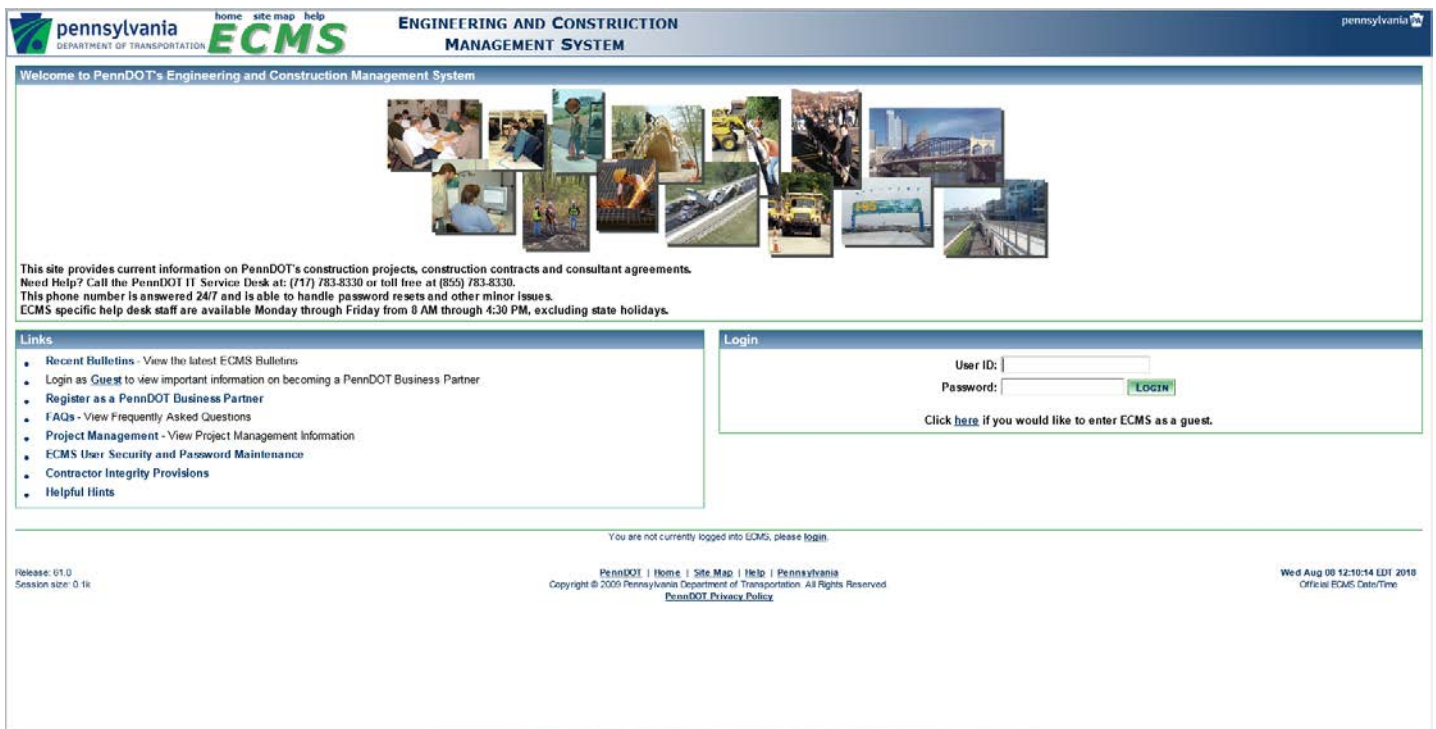 home site map help
pennsylvania
DEPARTMENT OF TRANSPORTATION
ECMS
ENGINEERING AND CONSTRUCTION
MANAGEMENT SYSTEM
pennsylvania PA
Welcome to PennDOT's Engineering and Construction Management System
This site provides current information on PennDOT's construction projects, construction contracts and consultant agreements.
Need Help? Call the PennDOT IT Service Desk at: (717) 783-8330 or toll free at (855) 783-8330.
This phone number is answered 24/7 and is able to handle password resets and other minor issues.
ECMS specific help desk staff are available Monday through Friday from 8 AM through 4:30 PM, excluding state holidays.
Links
Recent Bulletins - View the latest ECMS Bulletins
Login as Guest to view important information on becoming a PennDOT Business Partner
Register as a PennDOT Business Partner
FAQs - View Frequently Asked Questions
Project Management - View Project Management Information
ECMS User Security and Password Maintenance
Contractor Integrity Provisions
Helpful Hints
Login
User ID:
Password: LOGIN
Click here if you would like to enter ECMS as a guest.
You are not currently logged into ECMS, please login.
Release: 61.0
Session size: 0.1k
PennDOT | Home | Site Map | Help | Pennsylvania
Copyright © 2009 Pennsylvania Department of Transportation. All Rights Reserved
PennDOT Privacy Policy
Wed Aug 08 12:10:14 EDT 2018
Official ECMS Date/Time